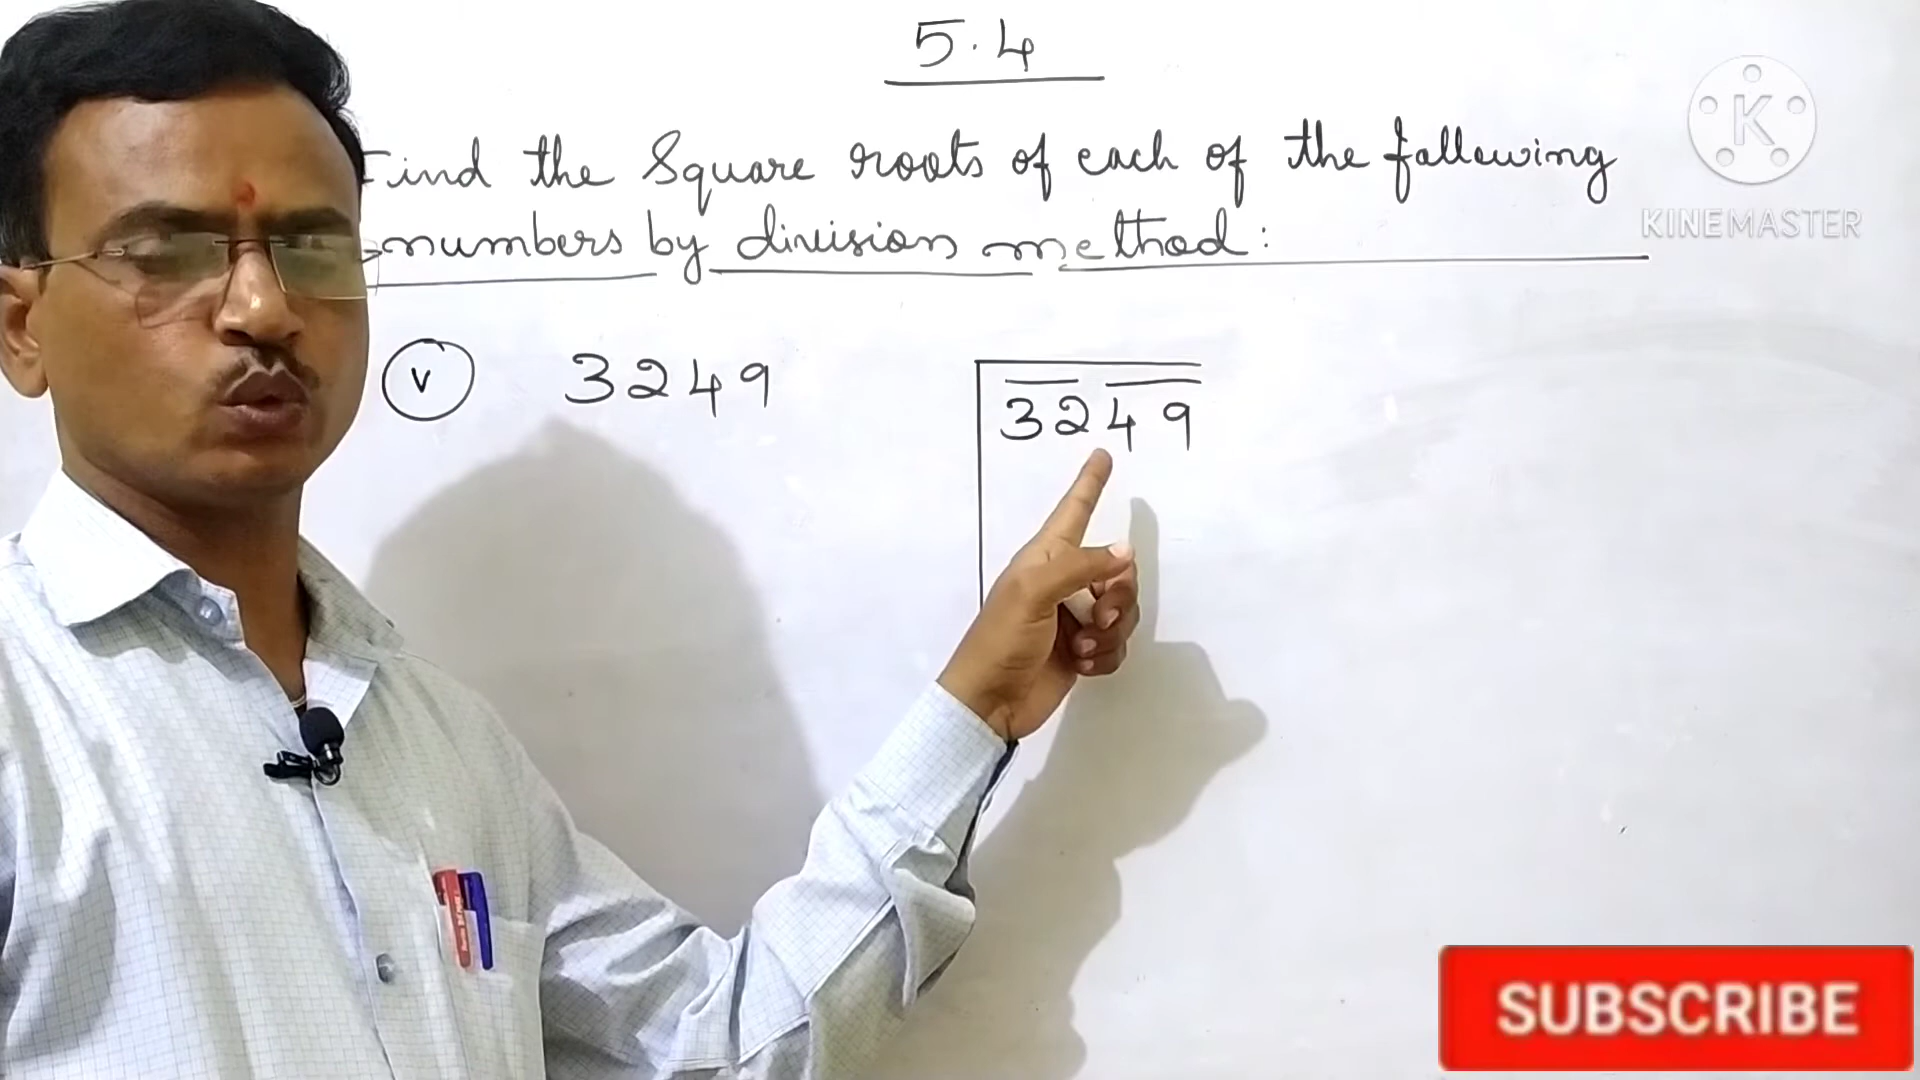 5.4
Find the Square roots of each of the following
numbers by division method:
v 3249 3249
K
KINEMASTER
SUBSCRIBE